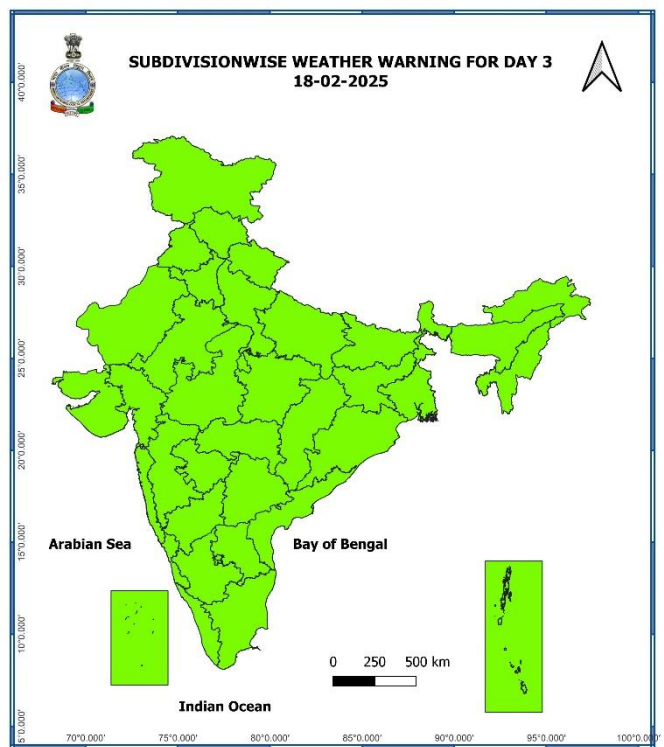 SUBDIVISIONWISE WEATHER WARNING FOR DAY 3
18-02-2025
40°0.000'
35°0.000'
30°0.000'
25°0.000'
20°0.000'
15°0.000'
10°0.000'
5°0.000'
Arabian Sea
Bay of Bengal
0 250 500 km
Indian Ocean
70°0.000' 75°0.000' 80°0.000' 85°0.000' 90°0.000' 95°0.000' 100°0.000'